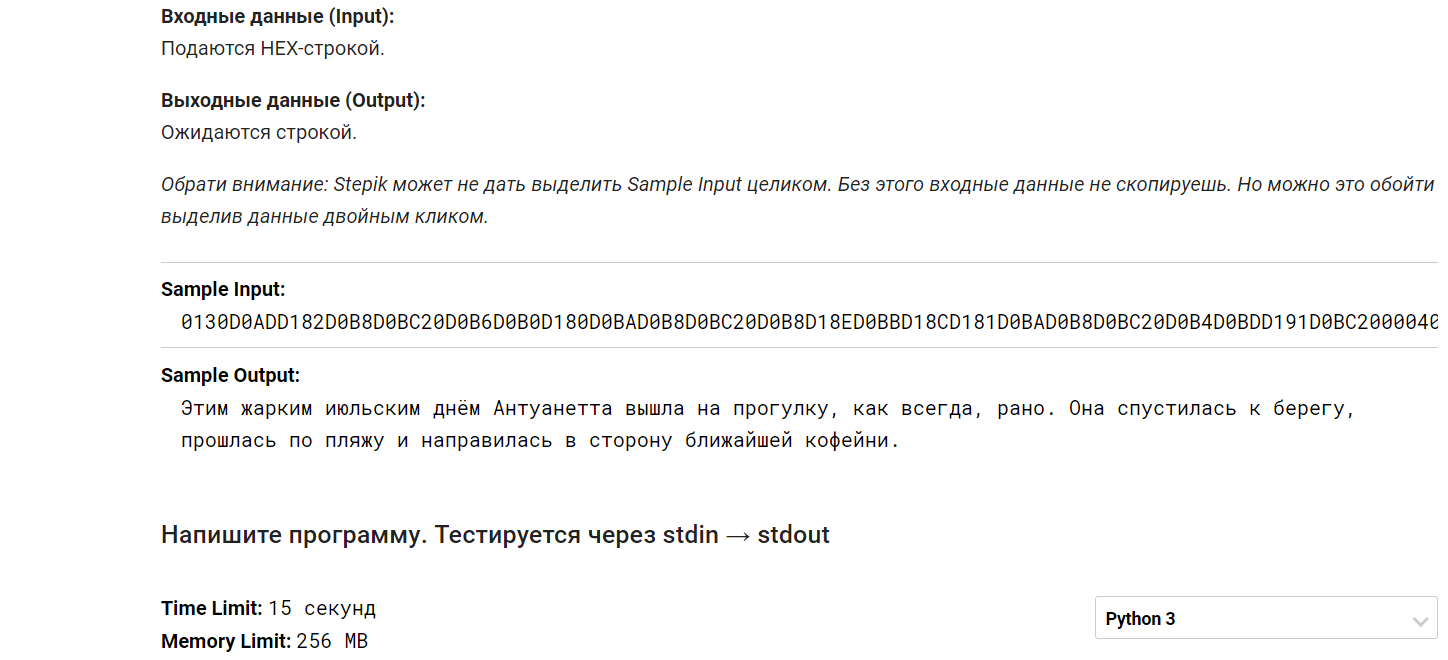 Входные данные (Input):
Подаются HEX-строкой.
Выходные данные (Output):
Ожидаются строкой.
Обрати внимание: Stepik может не дать выделить Sample Input целиком. Без этого входные данные не скопируешь. Но можно это обойти
выделив данные двойным кликом.
Sample Input:
0130D0ADD182D0B8D0BC20D0B6D0B0D180D0BAD0B8D0BC20D0B8D18ED0BBD18CD181D0BAD0B8D0BC20D0B4D0BDD191D0BC2000040
Sample Output:
Этим жарким июльским днём Антуанетта вышла на прогулку, как всегда, рано. Она спустилась к берегу,
прошлась по пляжу и направилась в сторону ближайшей кофейни.
Напишите программу. Тестируется через stdin → stdout
Time Limit: 15 секунд
Memory Limit: 256 MB
Python 3